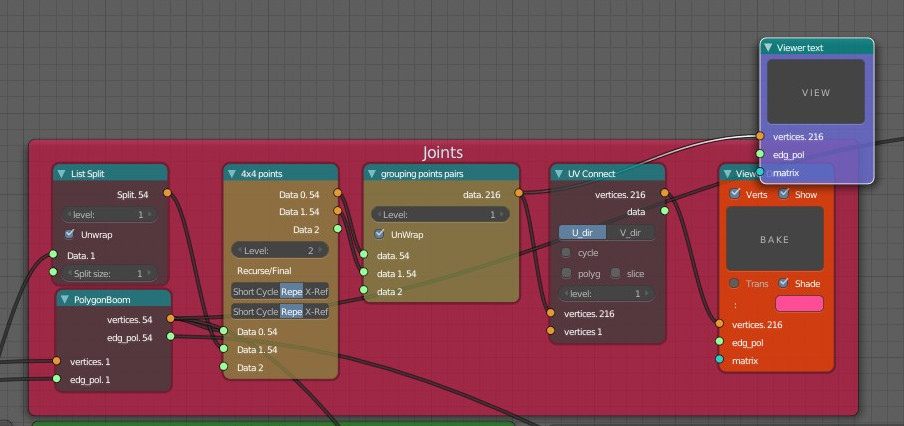 Viewer text
VIEW
vertices. 216
edg_pol
matrix
Joints
List Split
Split. 54
level: 1
Unwrap
Data. 1
Split size: 1
PolygonBoom
vertices. 54
edg_pol. 54
vertices. 1
edg_pol. 1
4x4 points
Data 0. 54
Data 1. 54
Data 2
Level: 2
Recurse/Final
Short Cycle Repe X-Ref
Short Cycle Repe X-Ref
Data 0. 54
Data 1. 54
Data 2
grouping points pairs
data. 216
Level: 1
UnWrap
data. 54
data 1. 54
data 2
UV Connect
vertices. 216
data
U_dir V_dir
cycle
polyg slice
level: 1
vertices. 216
vertices 1
View
Verts Show
BAKE
Trans Shade
:
vertices. 216
edg_pol
matrix